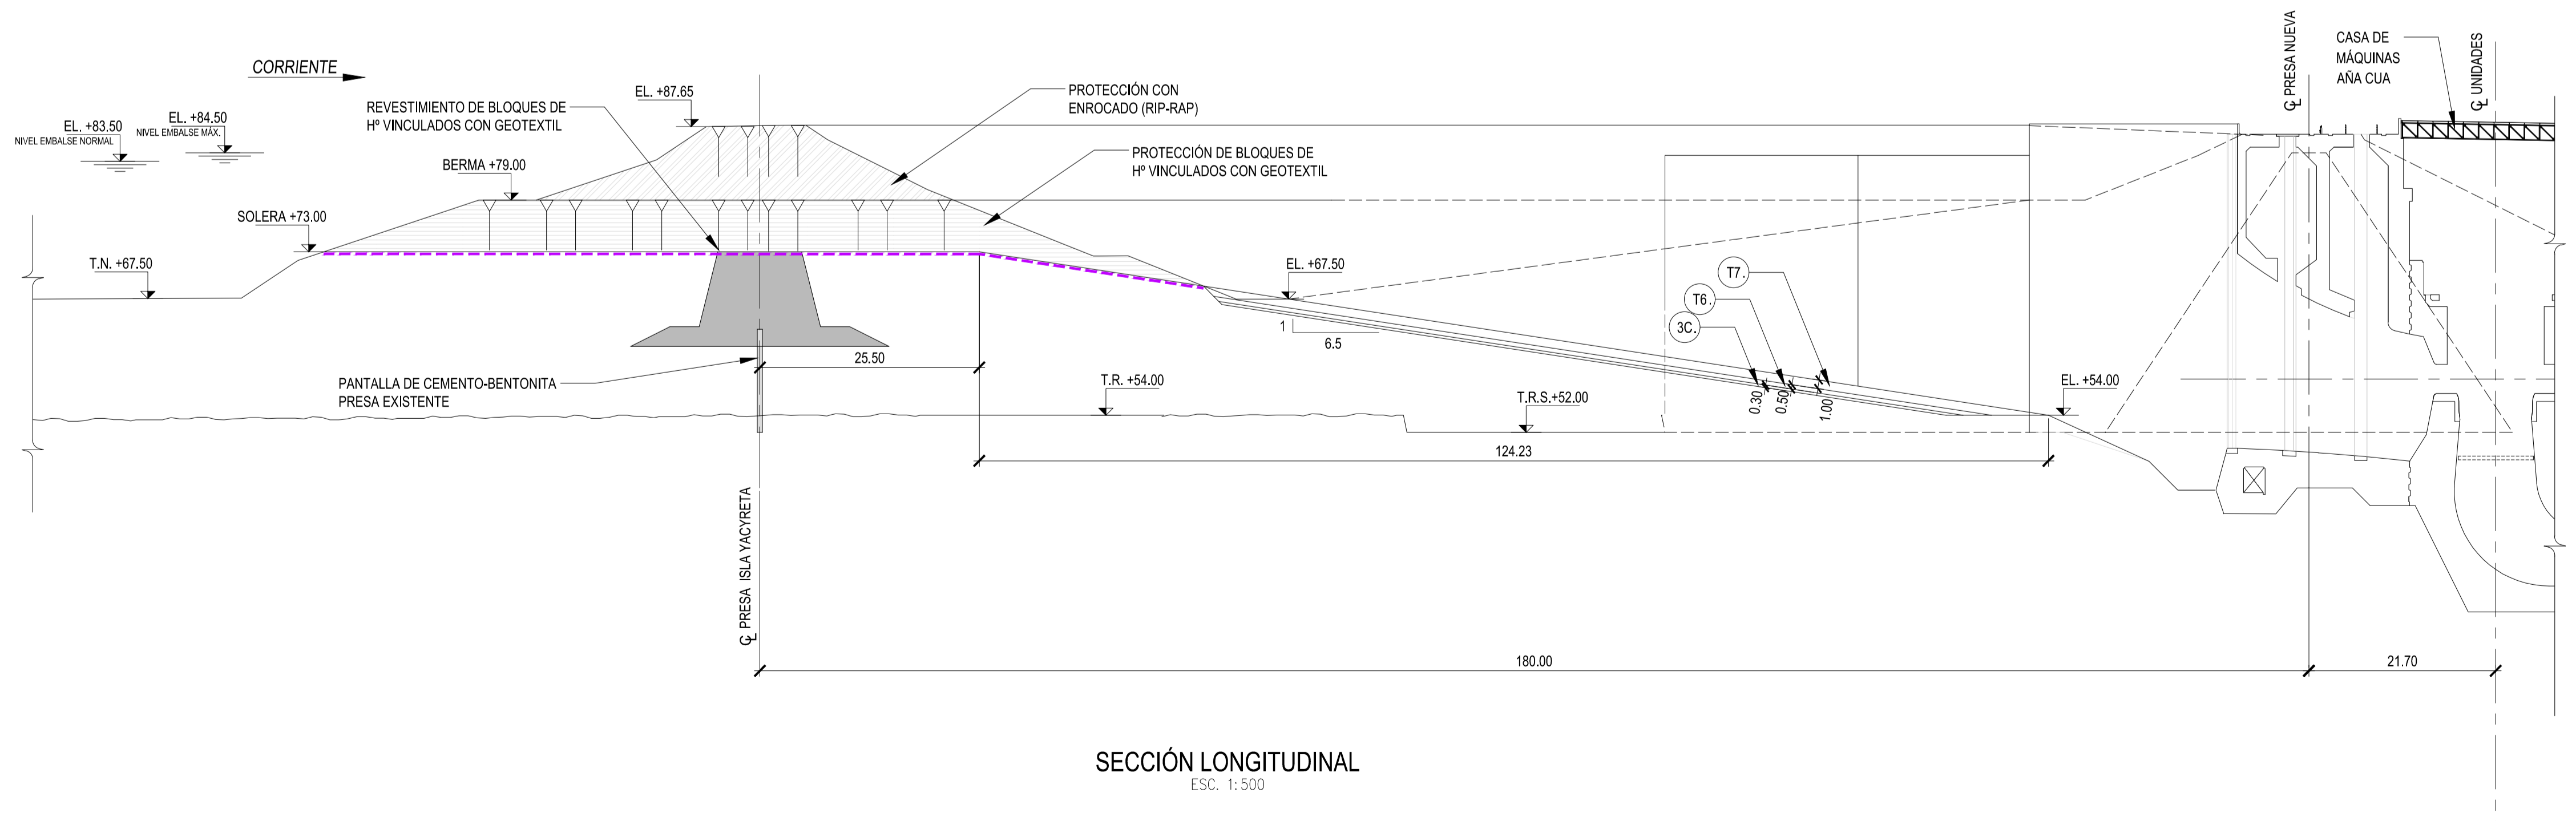 CORRIENTE
EL. +83.50
NIVEL EMBALSE NORMAL
EL. +84.50
NIVEL EMBALSE MÁX.
REVESTIMIENTO DE BLOQUES DE
Hº VINCULADOS CON GEOTEXTIL
EL. +87.65
PROTECCIÓN CON
ENROCADO (RIP-RAP)
PROTECCIÓN DE BLOQUES DE
Hº VINCULADOS CON GEOTEXTIL
BERMA +79.00
SOLERA +73.00
T.N. +67.50
EL. +67.50
1
6.5
T7.
T6.
3C.
0.30
0.50
1.00
25.50
PANTALLA DE CEMENTO-BENTONITA
PRESA EXISTENTE
T.R. +54.00
T.R.S.+52.00
EL. +54.00
124.23
℄ PRESA ISLA YACYRETA
℄ PRESA NUEVA
CASA DE
MÁQUINAS
AÑA CUA
℄ UNIDADES
180.00
21.70
SECCIÓN LONGITUDINAL
ESC. 1:500